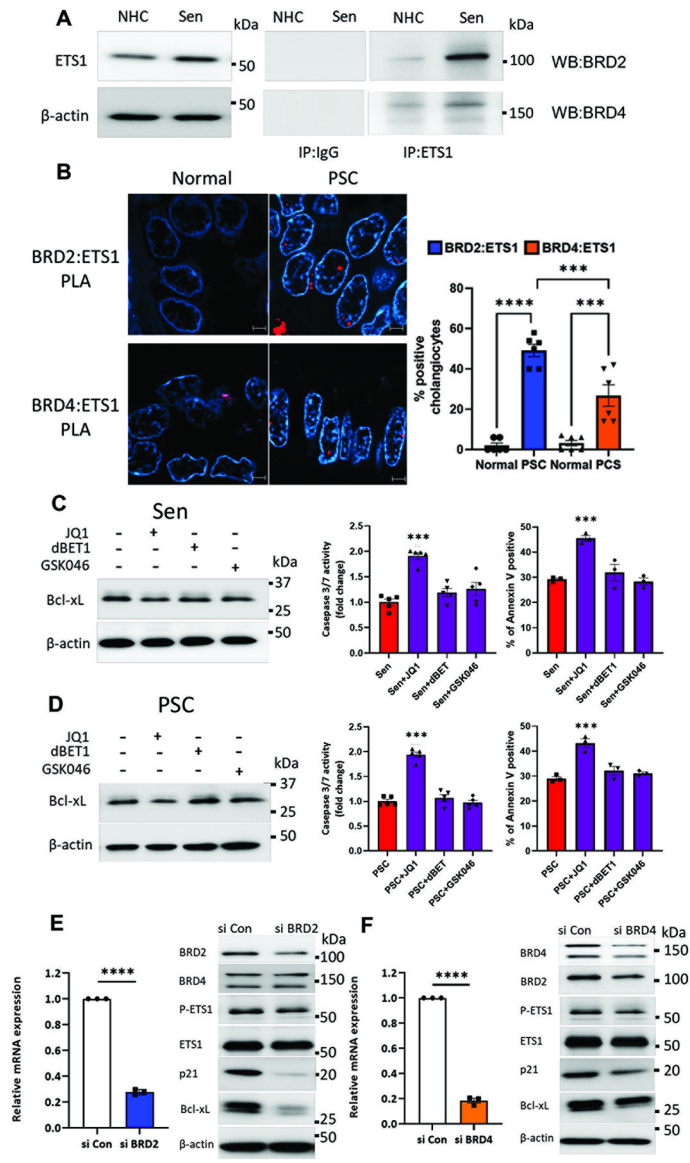 A
NHC Sen kDa NHC Sen NHC Sen kDa
ETS1 50 100 WB:BRD2
β-actin 50 150 WB:BRD4
IP:IgG IP:ETS1
B
Normal PSC
BRD2:ETS1
PLA
BRD4:ETS1
PLA
BRD2:ETS1 BRD4:ETS1
***
**** ***
% positive
cholangiocytes
80
60
40
20
0
Normal PSC Normal PCS
C
Sen
JQ1 - + - -
dBET1 - - + -
GSK046 - - - +
kDa
Bcl-xL 37
25
β-actin 50
Casepase 3/7 activity
(fold change)
2.5
2.0
1.5
1.0
0.5
0.0
***
Sen
Sen+JQ1
Sen+dBET
Sen+GSK046
% of Annexin V positive
60
50
40
30
20
10
0
***
Sen
Sen+JQ1
Sen+dBET1
Sen+GSK046
D
PSC
JQ1 - + - -
dBET1 - - + -
GSK046 - - - +
kDa
Bcl-xL 37
25
β-actin 50
Casepase 3/7 activity
(fold change)
2.5
2.0
1.5
1.0
0.5
0.0
***
PSC
PSC+JQ1
PSC+dBET
PSC+GSK046
% of Annexin V positive
60
50
40
30
20
10
0
***
PSC
PSC+JQ1
PSC+dBET1
PSC+GSK046
E
Relative mRNA expression
1.2
1.0
0.8
0.6
0.4
0.2
0.0
****
si Con si BRD2
si Con si BRD2
kDa
BRD2 100
BRD4 150
P-ETS1 50
ETS1 50
p21 20
Bcl-xL 25
β-actin 50
F
Relative mRNA expression
1.2
1.0
0.8
0.6
0.4
0.2
0.0
****
si Con si BRD4
si Con si BRD4
kDa
BRD4 150
BRD2 100
P-ETS1 50
ETS1 50
p21 20
Bcl-xL 25
β-actin 50